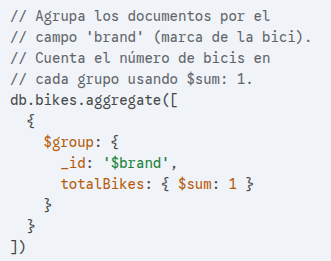 // Agrupa los documentos por el
// campo 'brand' (marca de la bici).
// Cuenta el número de bicis en
// cada grupo usando $sum: 1.
db.bikes.aggregate([
  {
    $group: {
      _id: '$brand',
      totalBikes: { $sum: 1 }
    }
  }
])